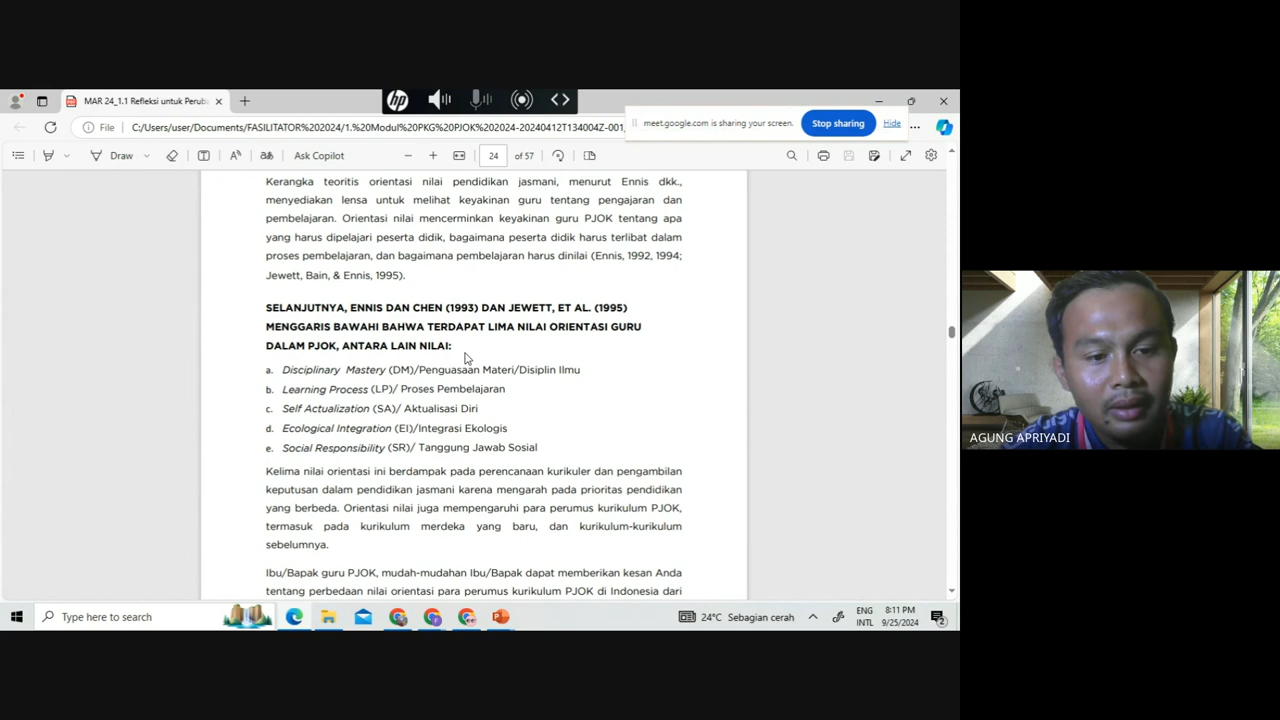 MAR 24_1.1 Refleksi untuk Peruba
hp
meet.google.com is sharing your screen.
Stop sharing
Hide
File
C:/Users/user/Documents/FASILITATOR%202024/1.%20Modul%20PKG%20PJOK%202024-20240412T134004Z-001,
Draw
Ask Copilot
24
of 57
Kerangka teoritis orientasi nilai pendidikan jasmani, menurut Ennis dkk.,
menyediakan lensa untuk melihat keyakinan guru tentang pengajaran dan
pembelajaran. Orientasi nilai mencerminkan keyakinan guru PJOK tentang apa
yang harus dipelajari peserta didik, bagaimana peserta didik harus terlibat dalam
proses pembelajaran, dan bagaimana pembelajaran harus dinilai (Ennis, 1992, 1994;
Jewett, Bain, & Ennis, 1995).
SELANJUTNYA, ENNIS DAN CHEN (1993) DAN JEWETT, ET AL. (1995)
MENGGARIS BAWAHI BAHWA TERDAPAT LIMA NILAI ORIENTASI GURU
DALAM PJOK, ANTARA LAIN NILAI:
a. Disciplinary Mastery (DM)/Penguasaan Materi/Disiplin Ilmu
b. Learning Process (LP)/ Proses Pembelajaran
c. Self Actualization (SA)/ Aktualisasi Diri
d. Ecological Integration (EI)/Integrasi Ekologis
e. Social Responsibility (SR)/ Tanggung Jawab Sosial
Kelima nilai orientasi ini berdampak pada perencanaan kurikuler dan pengambilan
keputusan dalam pendidikan jasmani karena mengarah pada prioritas pendidikan
yang berbeda. Orientasi nilai juga mempengaruhi para perumus kurikulum PJOK,
termasuk pada kurikulum merdeka yang baru, dan kurikulum-kurikulum
sebelumnya.
Ibu/Bapak guru PJOK, mudah-mudahan Ibu/Bapak dapat memberikan kesan Anda
tentang perbedaan nilai orientasi para perumus kurikulum PJOK di Indonesia dari
AGUNG APRIYADI
Type here to search
24°C Sebagian cerah
ENG
INTL
8:11 PM
9/25/2024
2